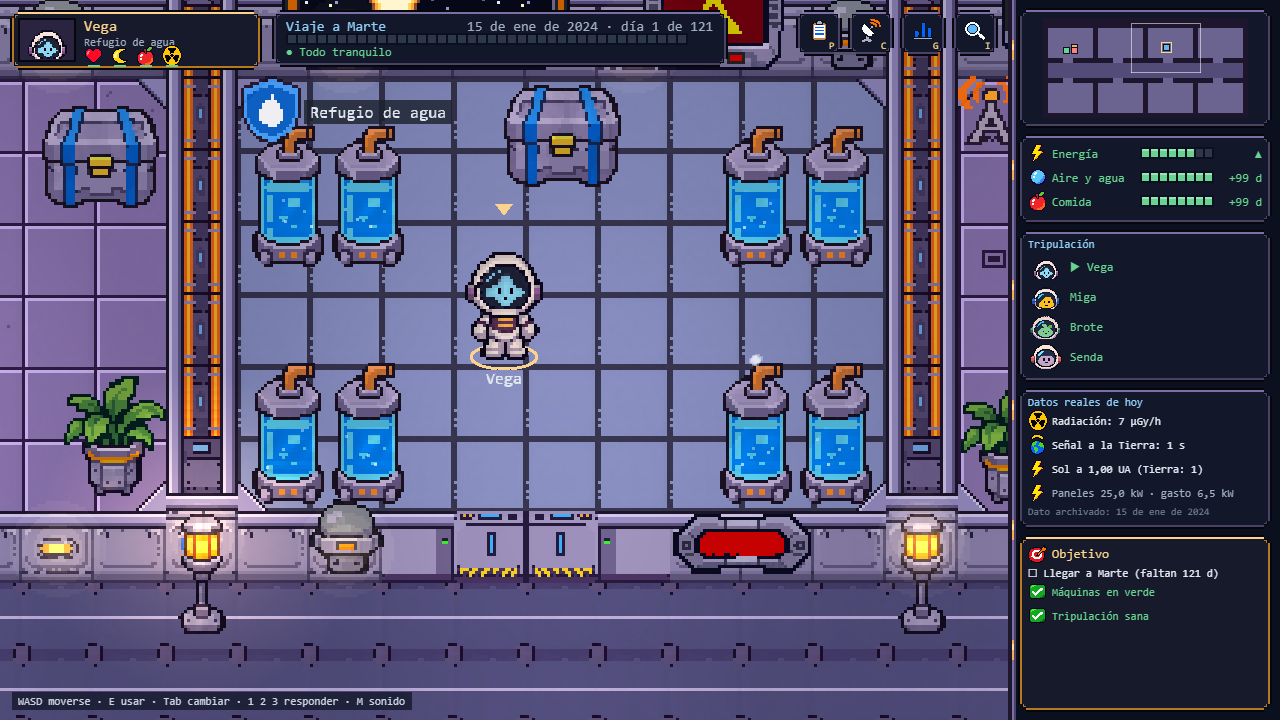 Vega
Refugio de agua
Viaje a Marte
15 de ene de 2024 · día 1 de 121
● Todo tranquilo
P
C
G
I
Refugio de agua
Vega
WASD moverse · E usar · Tab cambiar · 1 2 3 responder · M sonido
Energía ▲
Aire y agua +99 d
Comida +99 d
Tripulación
▶ Vega
Miga
Brote
Senda
Datos reales de hoy
Radiación: 7 µGy/h
Señal a la Tierra: 1 s
Sol a 1,00 UA (Tierra: 1)
Paneles 25,0 kW · gasto 6,5 kW
Dato archivado: 15 de ene de 2024
Objetivo
☐ Llegar a Marte (faltan 121 d)
✅ Máquinas en verde
✅ Tripulación sana